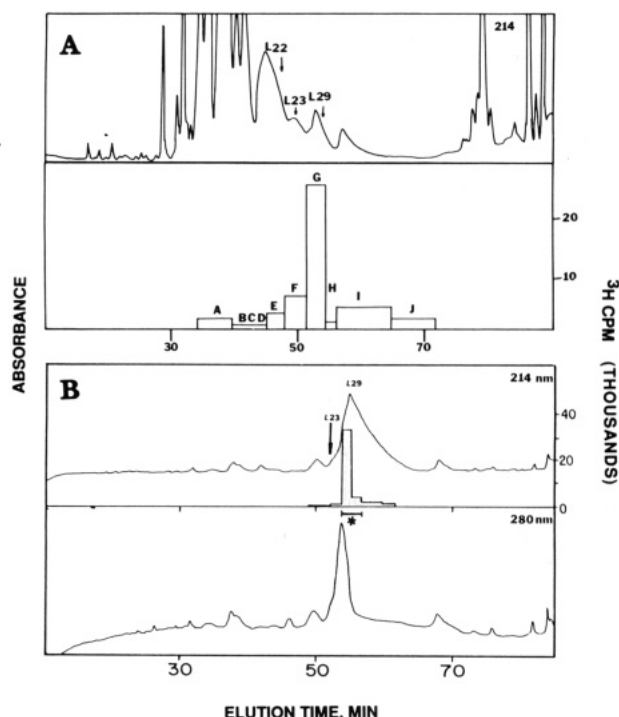 A
214
L22
L23
L29
G
20
10
A
B C D
E
F
H
I
J
30
50
70
ABSORBANCE
³H CPM (THOUSANDS)
B
L29
214 nm
L23
40
20
0
*
280 nm
30
50
70
ELUTION TIME, MIN